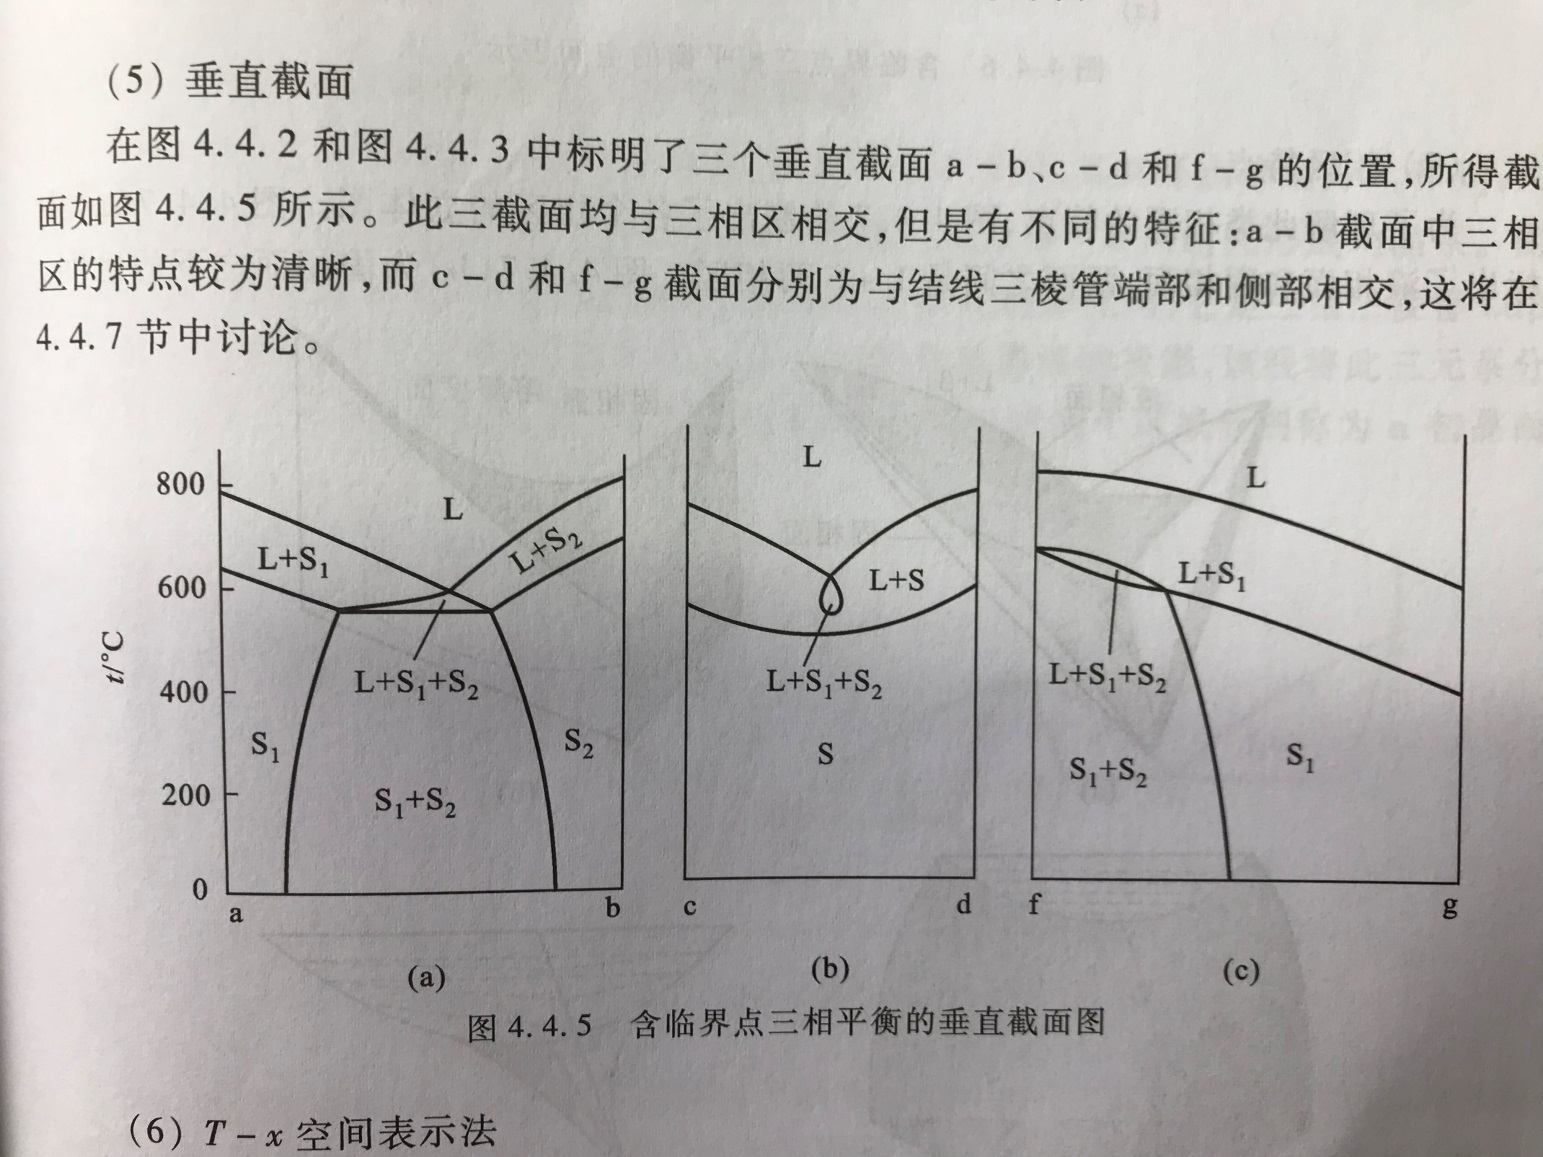 (5) 垂直截面
在图 4.4.2 和图 4.4.3 中标明了三个垂直截面 a-b、c-d 和 f-g 的位置,所得截
面如图 4.4.5 所示。此三截面均与三相区相交,但是有不同的特征:a-b 截面中三相
区的特点较为清晰,而 c-d 和 f-g 截面分别为与结线三棱管端部和侧部相交,这将在
4.4.7 节中讨论。
t/°C
800
600
400
200
0
L
L+S₁
L+S₂
L+S₁+S₂
S₁
S₂
S₁+S₂
a
b
(a)
L
L+S
L+S₁+S₂
S
c
d
(b)
L
L+S₁
L+S₁+S₂
S₁+S₂
S₁
f
g
(c)
图 4.4.5 含临界点三相平衡的垂直截面图
(6) T-x 空间表示法